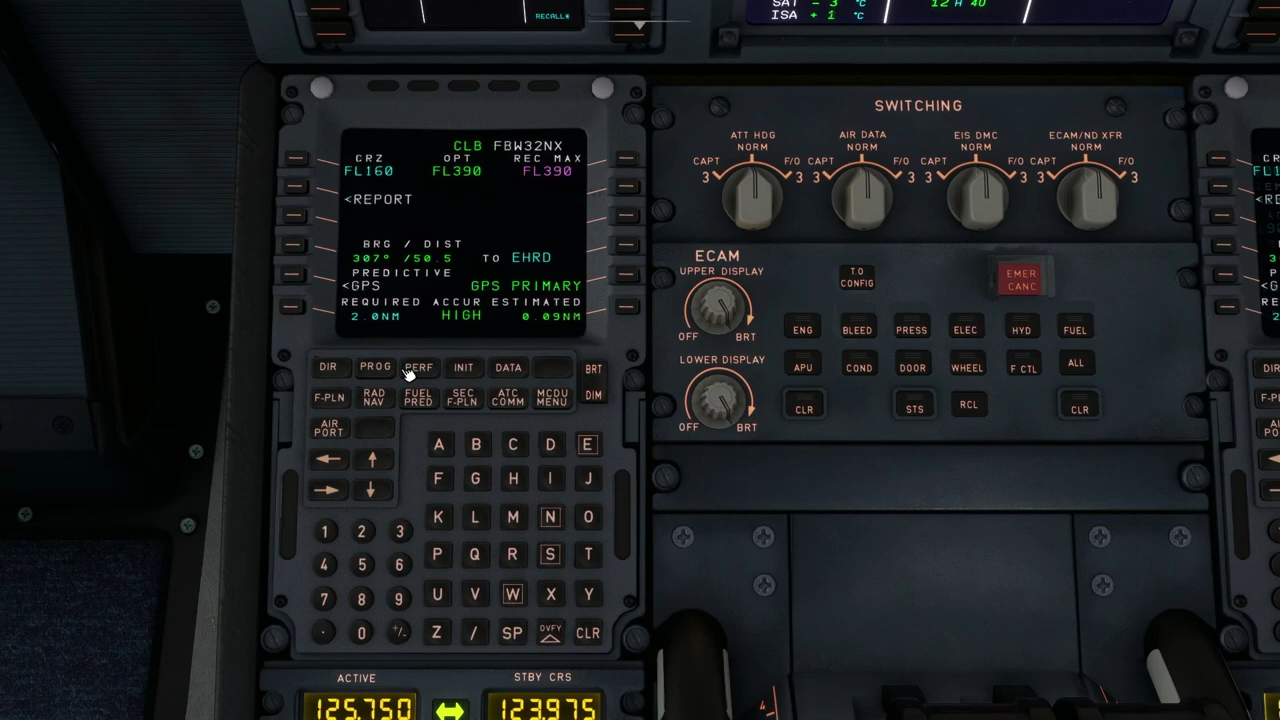 RECALL*
SAT - 3 °C
ISA + 1 °C
12 H 40
CLB FBW32NX
CRZ OPT REC MAX
FL160 FL390 FL390
<REPORT
BRG / DIST
307° /50.5 TO EHRD
PREDICTIVE
<GPS GPS PRIMARY
REQUIRED ACCUR ESTIMATED
2.0NM HIGH 0.09NM
DIR PROG PERF INIT DATA
BRT
DIM
F-PLN RAD NAV FUEL PRED SEC F-PLN ATC COMM MCDU MENU
AIR PORT
← ↑
→ ↓
A B C D E
F G H I J
K L M N O
P Q R S T
U V W X Y
Z / SP OVFY CLR
1 2 3
4 5 6
7 8 9
. 0 +/-
ACTIVE STBY CRS
125.750 123.975
SWITCHING
ATT HDG AIR DATA EIS DMC ECAM/ND XFR
NORM NORM NORM NORM
CAPT F/O CAPT F/O CAPT F/O CAPT F/O
3 3 3 3 3 3 3 3
ECAM
UPPER DISPLAY
OFF BRT
LOWER DISPLAY
OFF BRT
T.O CONFIG
EMER CANC
ENG BLEED PRESS ELEC HYD FUEL
APU COND DOOR WHEEL F CTL ALL
CLR STS RCL CLR
4